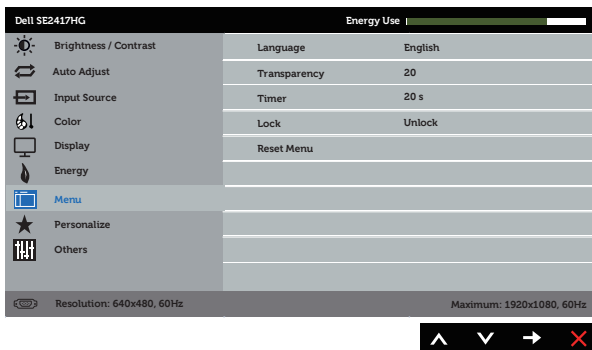 Dell SE2417HG Energy Use
Brightness / Contrast
Auto Adjust
Input Source
Color
Display
Energy
Menu
Personalize
Others
Language English
Transparency 20
Timer 20 s
Lock Unlock
Reset Menu
Resolution: 640x480, 60Hz Maximum: 1920x1080, 60Hz